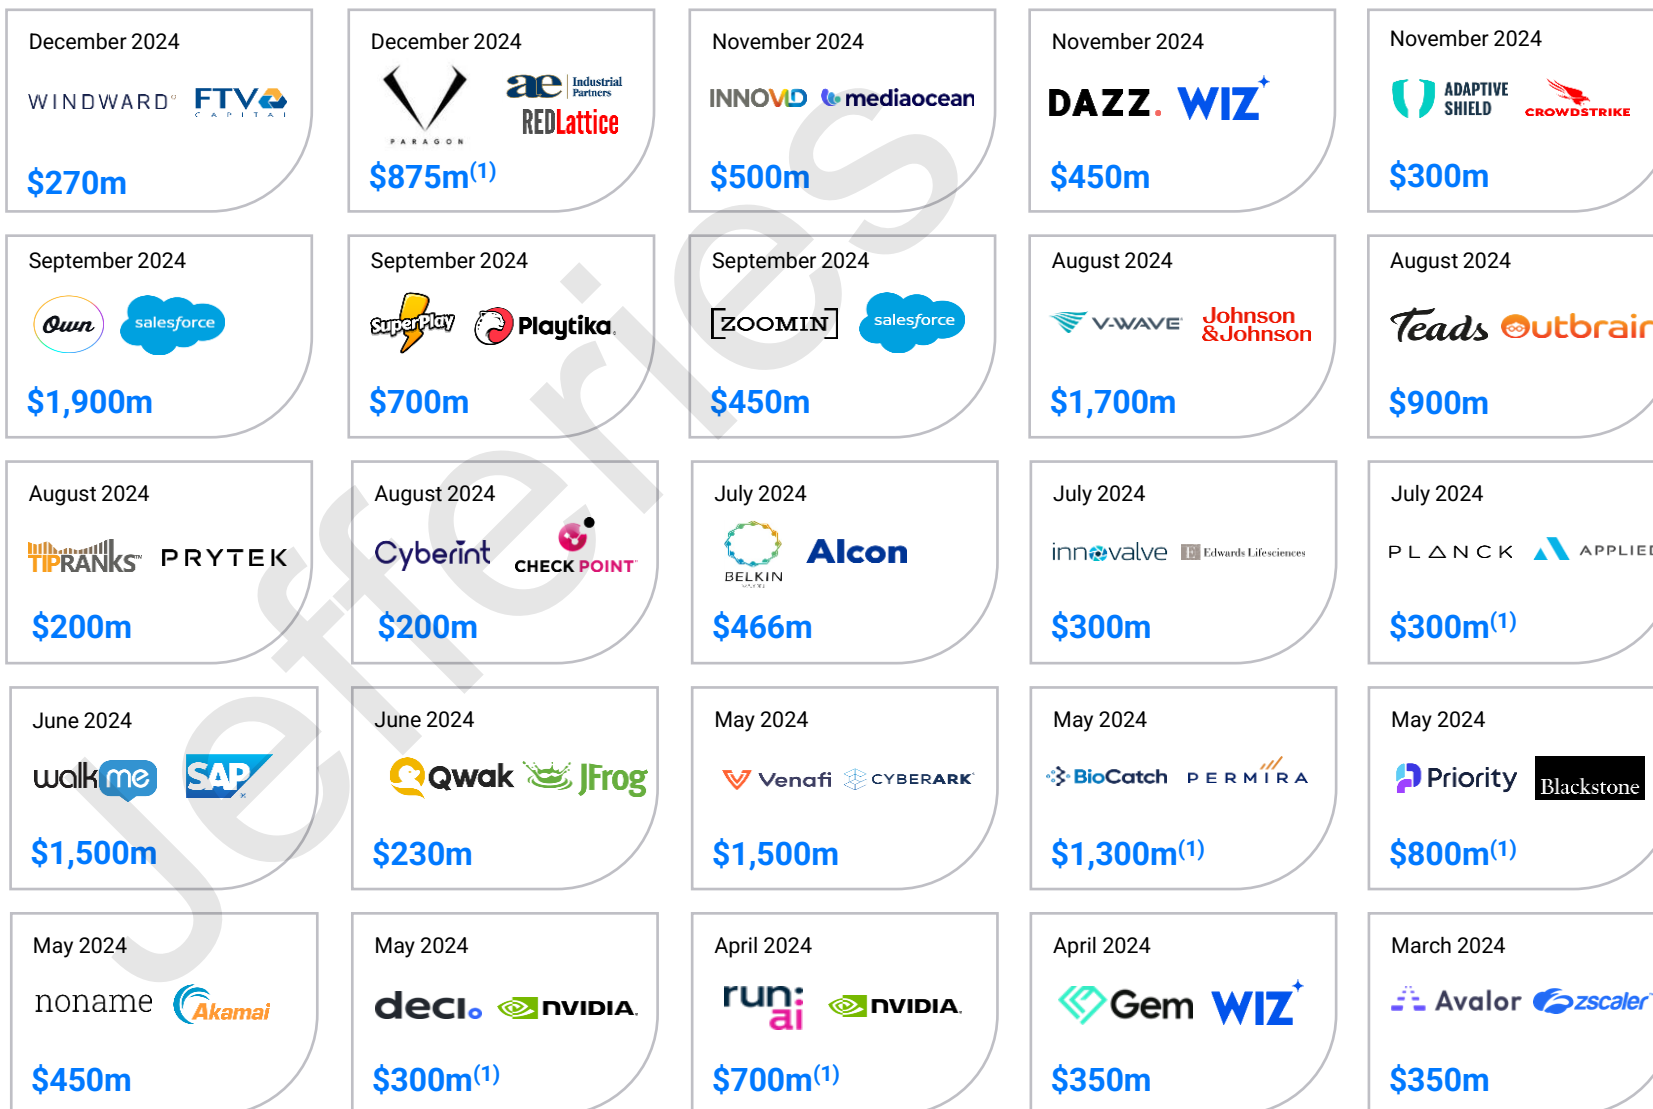 December 2024
WINDWARD FTV CAPITAL
$270m
December 2024
PARAGON
ae Industrial Partners
REDLattice
$875m(1)
November 2024
INNOVID mediaocean
$500m
November 2024
DAZZ. WIZ
$450m
November 2024
ADAPTIVE SHIELD CROWDSTRIKE
$300m
September 2024
Own salesforce
$1,900m
September 2024
SuperPlay Playtika
$700m
September 2024
[ZOOMIN] salesforce
$450m
August 2024
V-WAVE Johnson & Johnson
$1,700m
August 2024
Teads Outbrain
$900m
August 2024
TIPRANKS™ PRYTEK
$200m
August 2024
Cyberint CHECK POINT
$200m
July 2024
BELKIN Alcon
$466m
July 2024
innovalve Edwards Lifesciences
$300m
July 2024
PLANCK APPLIED
$300m(1)
June 2024
walkme SAP
$1,500m
June 2024
Qwak JFrog
$230m
May 2024
Venafi CYBERARK
$1,500m
May 2024
BioCatch PERMIRA
$1,300m(1)
May 2024
Priority Blackstone
$800m(1)
May 2024
noname Akamai
$450m
May 2024
deci. NVIDIA.
$300m(1)
April 2024
run:ai NVIDIA.
$700m(1)
April 2024
Gem WIZ
$350m
March 2024
Avalor zscaler
$350m
Jefferies